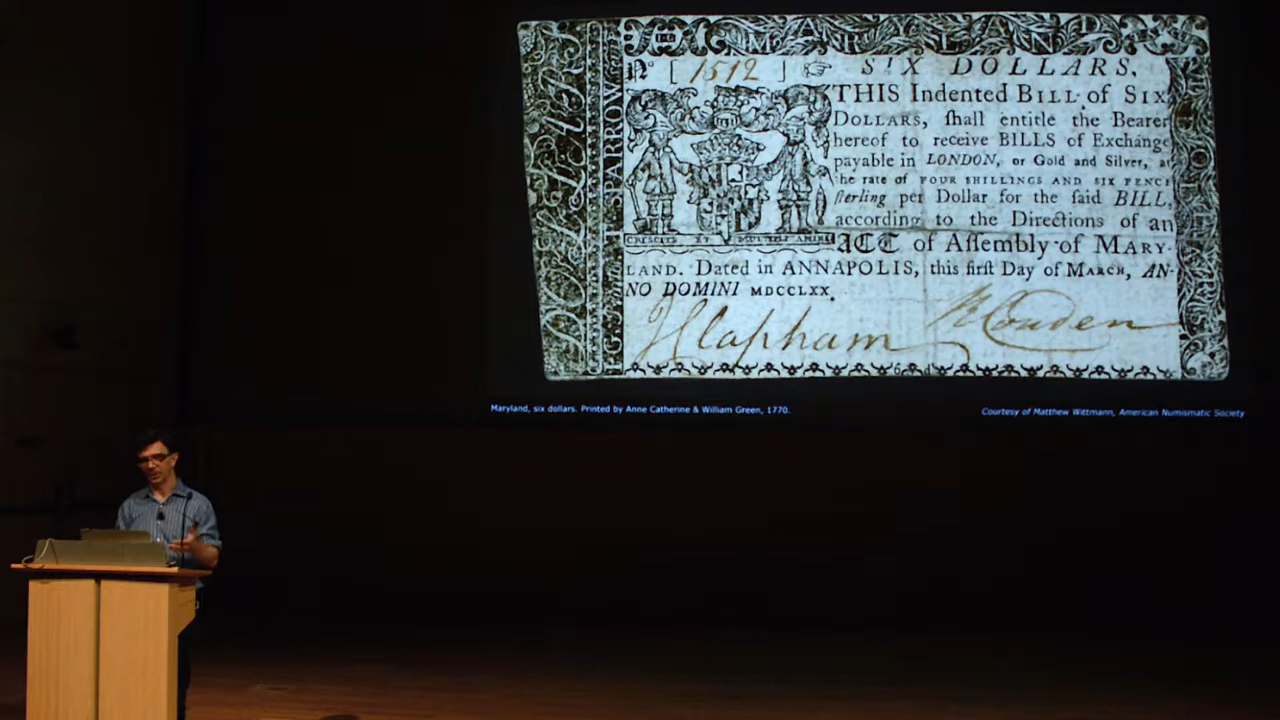 MARYLAND
T SPARROW
Nº [ 1512 ] ☞ SIX DOLLARS,
THIS Indented BILL of SIX
DOLLARS, ſhall entitle the Bearer
hereof to receive BILLS of Exchange
payable in LONDON, or Gold and Silver, at
the rate of FOUR SHILLINGS AND SIX PENCE
ſterling per Dollar for the ſaid BILL,
according to the Directions of an
CRESCITE ET MULTIPLICAMINI
ACT of Aſſembly of MARY-
LAND. Dated in ANNAPOLIS, this firſt Day of MARCH, AN-
NO DOMINI MDCCLXX.
J Clapham
Couden
Maryland, six dollars. Printed by Anne Catherine & William Green, 1770.
Courtesy of Matthew Wittmann, American Numismatic Society